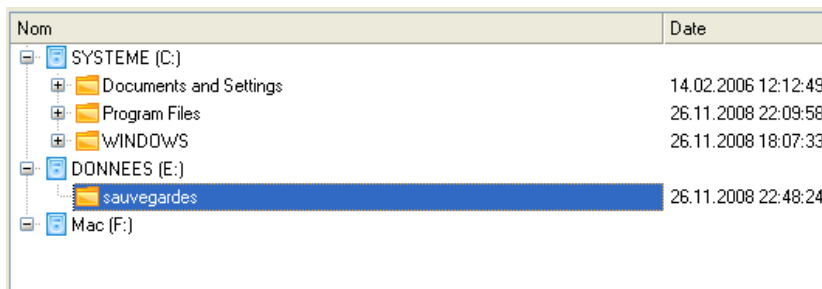 Nom Date
SYSTEME (C:)
Documents and Settings 14.02.2006 12:12:49
Program Files 26.11.2008 22:09:58
WINDOWS 26.11.2008 18:07:33
DONNEES (E:)
sauvegardes 26.11.2008 22:48:24
Mac (F:)